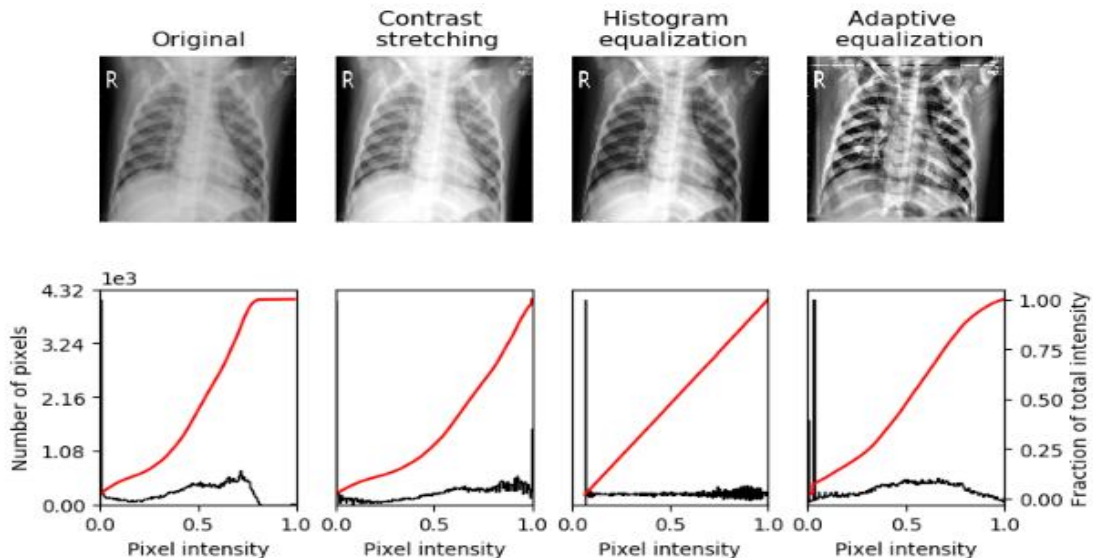 Original
Contrast
stretching
Histogram
equalization
Adaptive
equalization
R
R
R
R
1e3
Number of pixels
4.32
3.24
2.16
1.08
0.00
0.0 0.5 1.0
Pixel intensity
0.0 0.5 1.0
Pixel intensity
0.0 0.5 1.0
Pixel intensity
0.0 0.5 1.0
Pixel intensity
1.00
0.75
0.50
0.25
0.00
Fraction of total intensity